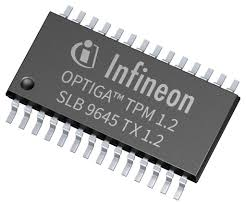 Infineon
OPTIGA™ TPM 1.2
SLB 9645 TX 1.2